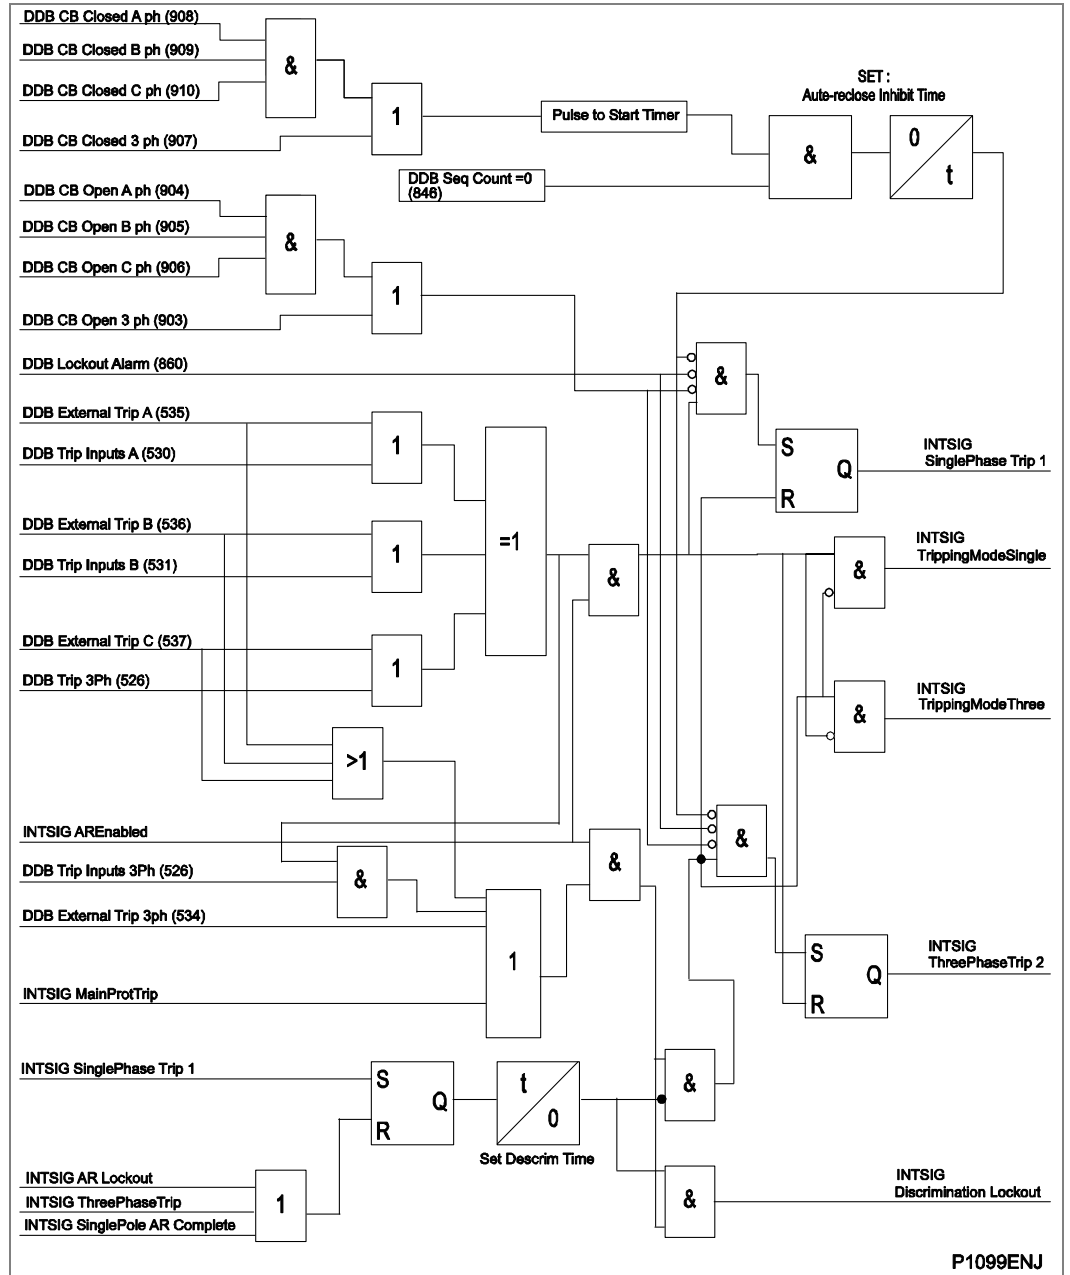 DDB CB Closed A ph (908)
DDB CB Closed B ph (909)
&
DDB CB Closed C ph (910)
SET :
Auto-reclose Inhibit Time
1
Pulse to Start Timer
DDB CB Closed 3 ph (907)
&
0
t
DDB Seq Count =0
(846)
DDB CB Open A ph (904)
DDB CB Open B ph (905)
&
DDB CB Open C ph (906)
1
DDB CB Open 3 ph (903)
DDB Lockout Alarm (860)
&
DDB External Trip A (535)
1
DDB Trip Inputs A (530)
S
Q
R
INTSIG
SinglePhase Trip 1
DDB External Trip B (536)
1
=1
DDB Trip Inputs B (531)
&
&
INTSIG
TrippingModeSingle
DDB External Trip C (537)
1
DDB Trip 3Ph (526)
&
INTSIG
TrippingModeThree
>1
INTSIG AREnabled
&
&
DDB Trip Inputs 3Ph (526)
&
DDB External Trip 3ph (534)
1
S
Q
R
INTSIG
ThreePhaseTrip 2
INTSIG MainProtTrip
INTSIG SinglePhase Trip 1
S
Q
R
t
0
&
Set Descrim Time
INTSIG AR Lockout
INTSIG ThreePhaseTrip
1
INTSIG SinglePole AR Complete
&
INTSIG
Discrimination Lockout
P1099ENJ